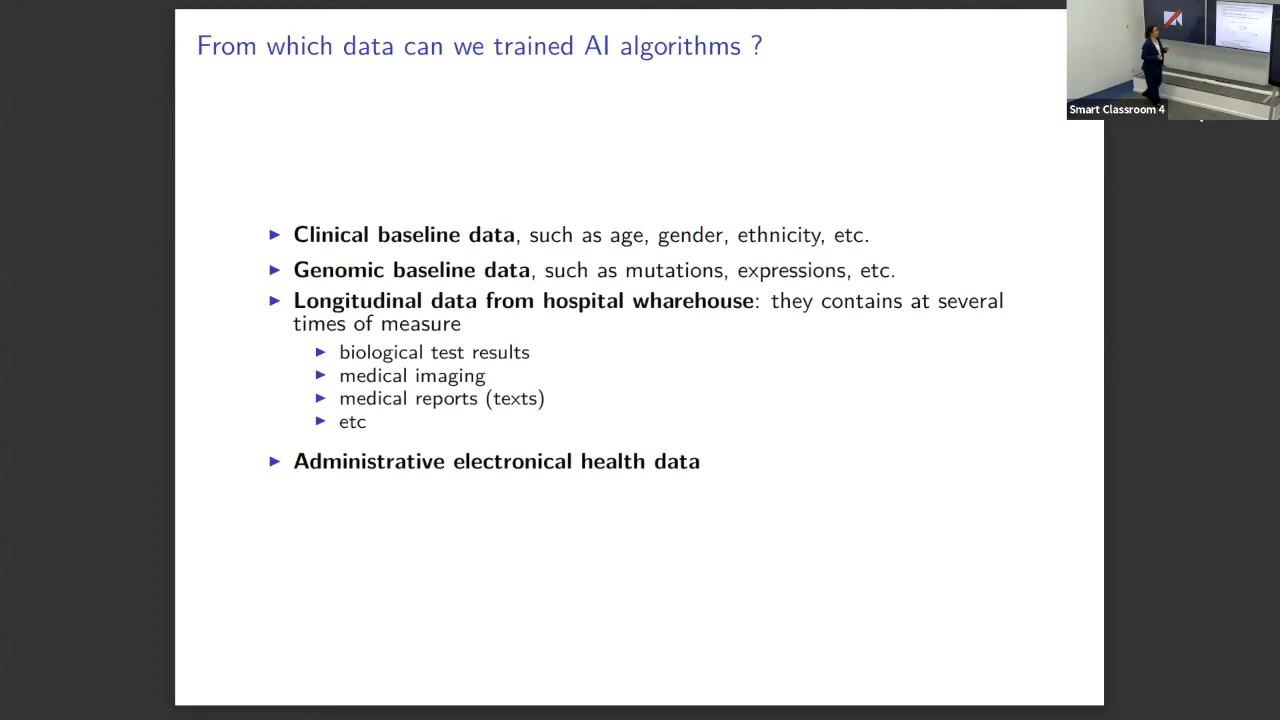 From which data can we trained AI algorithms ?
Smart Classroom 4
Clinical baseline data, such as age, gender, ethnicity, etc.
Genomic baseline data, such as mutations, expressions, etc.
Longitudinal data from hospital wharehouse: they contains at several
times of measure
biological test results
medical imaging
medical reports (texts)
etc
Administrative electronical health data